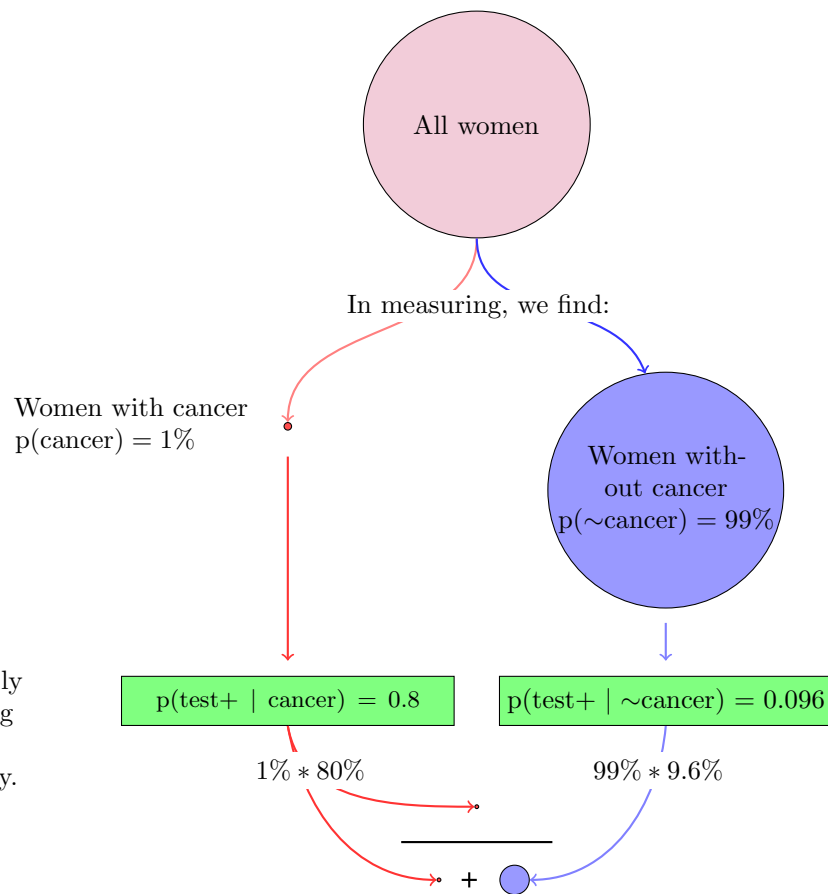 All women
In measuring, we find:
Women with cancer
p(cancer) = 1%
Women with-
out cancer
p(∼cancer) = 99%
ly
g
y.
p(test+ | cancer) = 0.8
p(test+ | ∼cancer) = 0.096
1% ∗ 80%
99% ∗ 9.6%
+